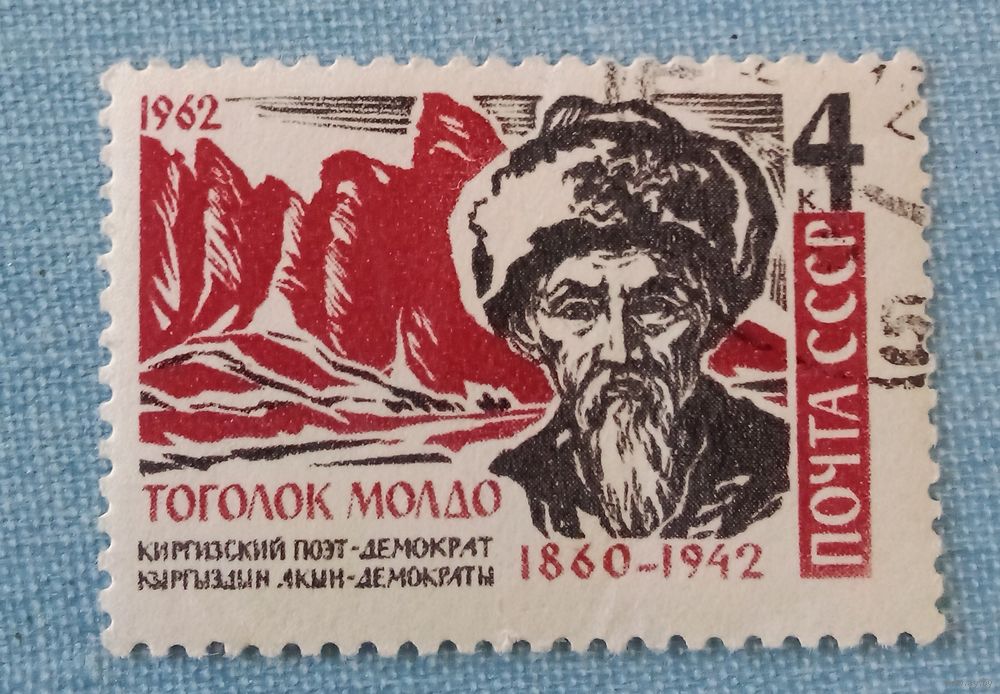 1962
4
к
ПОЧТА СССР
ТОГОЛОК МОЛДО
КИРГИЗСКИЙ ПОЭТ-ДЕМОКРАТ
КЫРГЫЗДЫН АКЫН-ДЕМОКРАТЫ
1860-1942